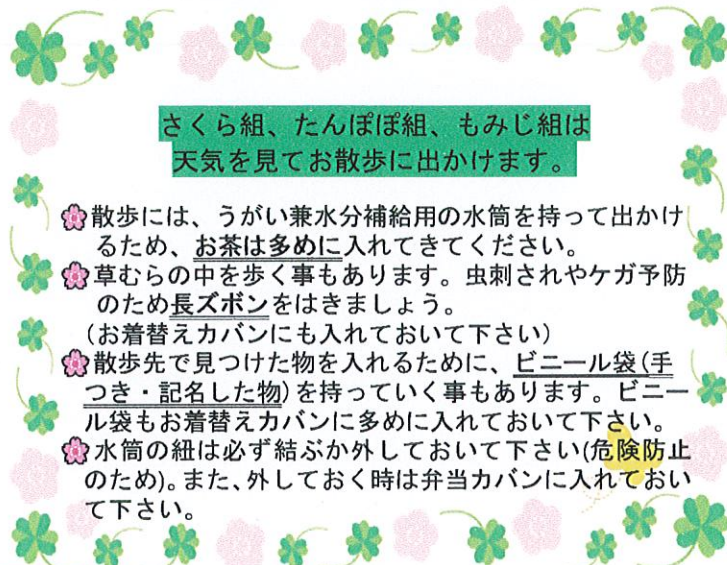 さくら組、たんぽぽ組、もみじ組は
天気を見てお散歩に出かけます。
散歩には、うがい兼水分補給用の水筒を持って出かけ
るため、お茶は多めに入れてきてください。
草むらの中を歩く事もあります。虫刺されやケガ予防
のため長ズボンをはきましょう。
(お着替えカバンにも入れておいて下さい)
散歩先で見つけた物を入れるために、ビニール袋(手
つき・記名した物)を持っていく事もあります。ビニー
ル袋もお着替えカバンに多めに入れておいて下さい。
水筒の紐は必ず結ぶか外しておいて下さい(危険防止
のため)。また、外しておく時は弁当カバンに入れておい
て下さい。